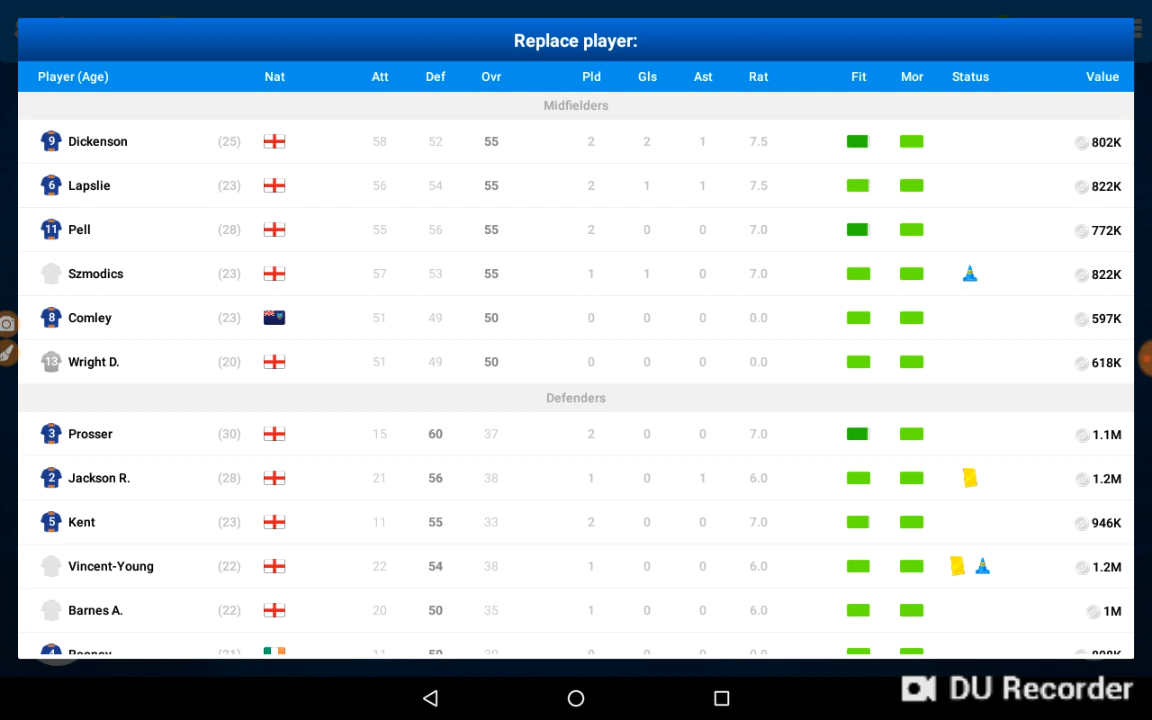 Replace player:
Player (Age) Nat Att Def Ovr Pld Gls Ast Rat Fit Mor Status Value
Midfielders
9 Dickenson (25) 58 52 55 2 2 1 7.5 802K
6 Lapslie (23) 56 54 55 2 1 1 7.5 822K
11 Pell (28) 55 56 55 2 0 0 7.0 772K
Szmodics (23) 57 53 55 1 1 0 7.0 822K
8 Comley (23) 51 49 50 0 0 0 0.0 597K
13 Wright D. (20) 51 49 50 0 0 0 0.0 618K
Defenders
3 Prosser (30) 15 60 37 2 0 0 7.0 1.1M
2 Jackson R. (28) 21 56 38 1 0 1 6.0 1.2M
5 Kent (23) 11 55 33 2 0 0 7.0 946K
Vincent-Young (22) 22 54 38 1 0 0 6.0 1.2M
Barnes A. (22) 20 50 35 1 0 0 6.0 1M
DU Recorder